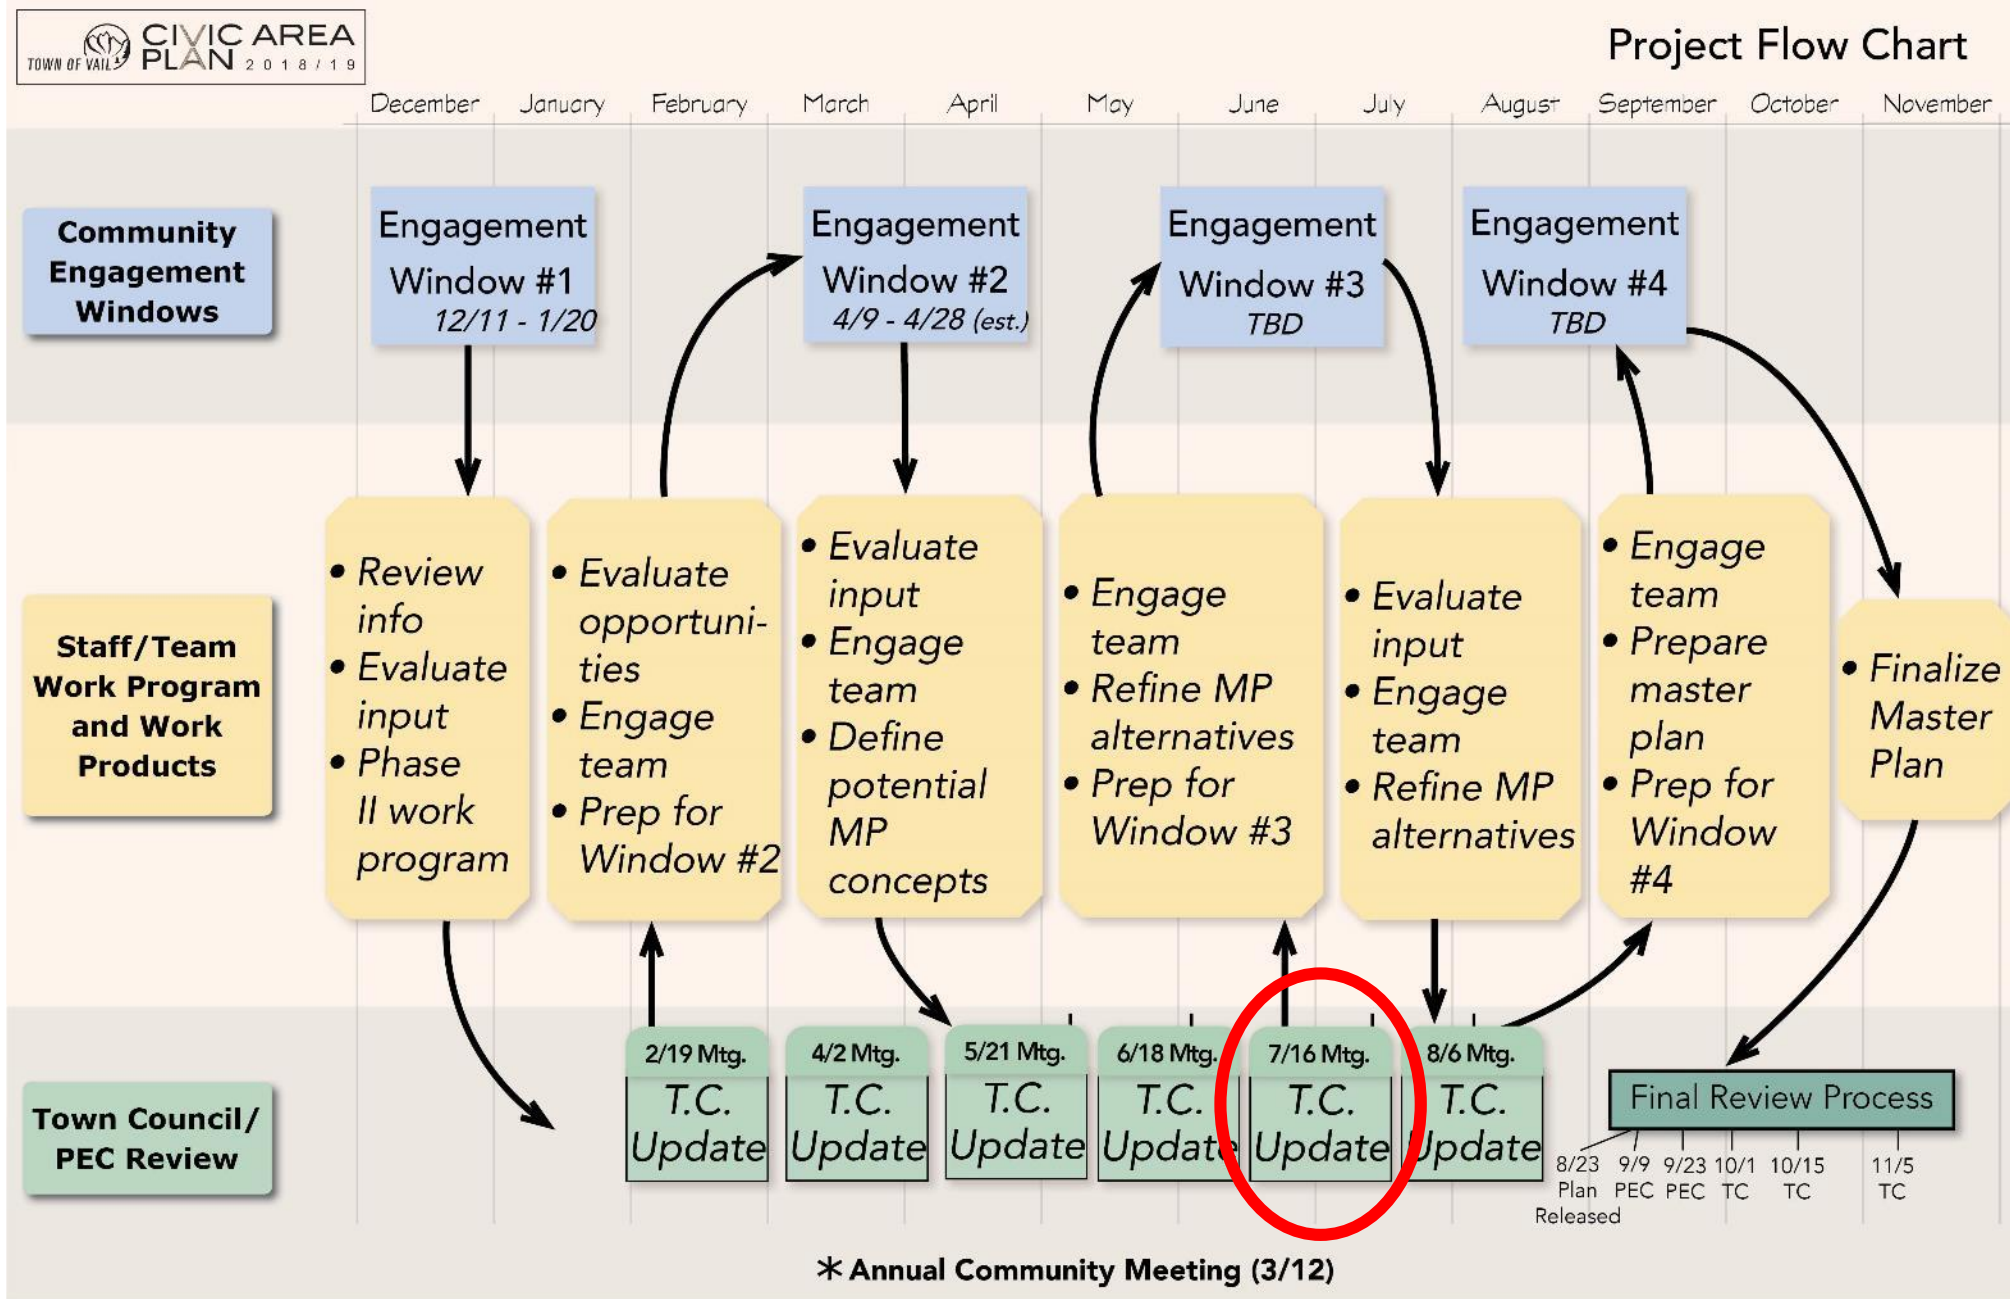 TOWN OF VAIL
CIVIC AREA
PLAN 2018/19
Project Flow Chart
December January February March April May June July August September October November
Community
Engagement
Windows
Engagement
Window #1
12/11 - 1/20
Engagement
Window #2
4/9 - 4/28 (est.)
Engagement
Window #3
TBD
Engagement
Window #4
TBD
Staff/Team
Work Program
and Work
Products
• Review
info
• Evaluate
input
• Phase
II work
program
• Evaluate
opportuni-
ties
• Engage
team
• Prep for
Window #2
• Evaluate
input
• Engage
team
• Define
potential
MP
concepts
• Engage
team
• Refine MP
alternatives
• Prep for
Window #3
• Evaluate
input
• Engage
team
• Refine MP
alternatives
• Engage
team
• Prepare
master
plan
• Prep for
Window
#4
• Finalize
Master
Plan
Town Council/
PEC Review
2/19 Mtg.
T.C.
Update
4/2 Mtg.
T.C.
Update
5/21 Mtg.
T.C.
Update
6/18 Mtg.
T.C.
Update
7/16 Mtg.
T.C.
Update
8/6 Mtg.
T.C.
Update
Final Review Process
8/23
Plan
Released
9/9
PEC
9/23
PEC
10/1
TC
10/15
TC
11/5
TC
* Annual Community Meeting (3/12)